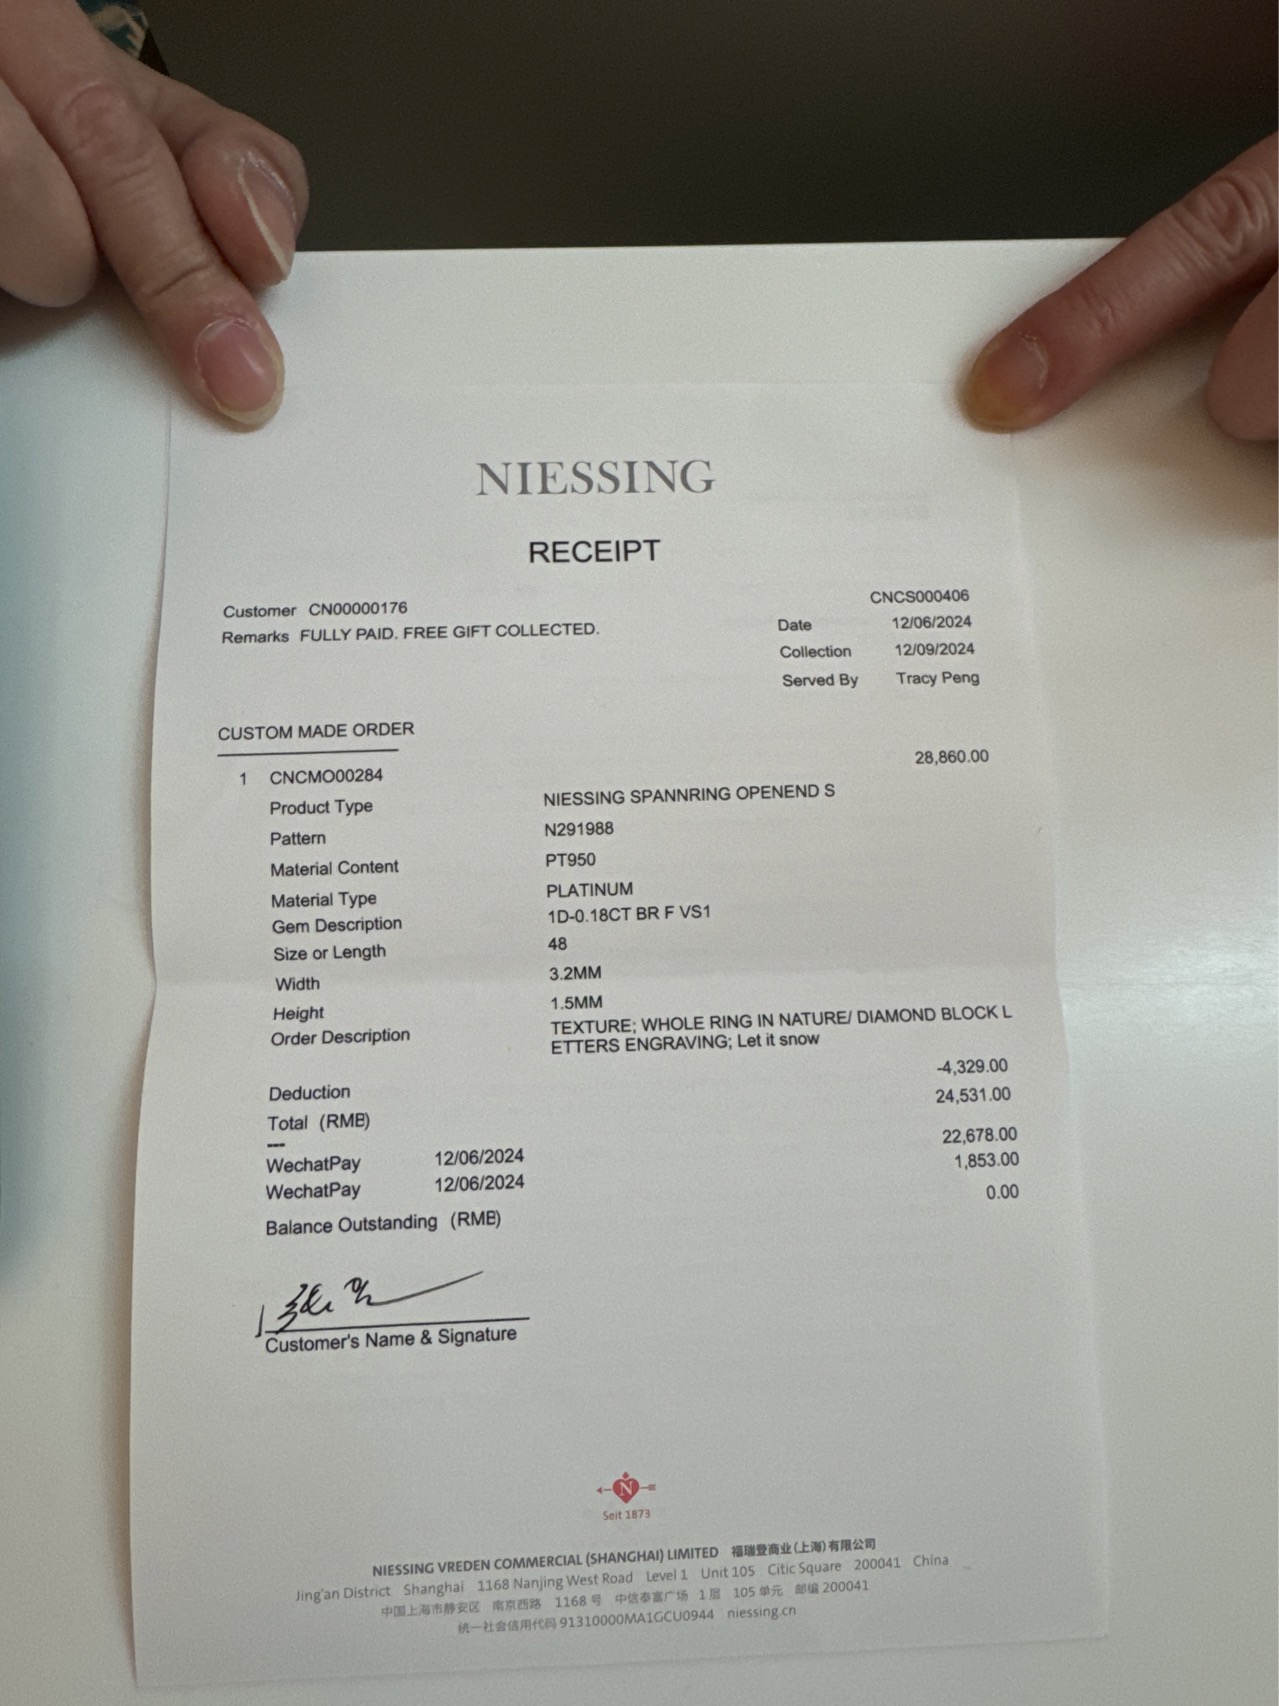 NIESSING
RECEIPT
Customer CN00000176
Remarks FULLY PAID. FREE GIFT COLLECTED.
CNCS000406
Date 12/06/2024
Collection 12/09/2024
Served By Tracy Peng
CUSTOM MADE ORDER
1 CNCMO00284 28,860.00
Product Type NIESSING SPANNRING OPENEND S
Pattern N291988
Material Content PT950
Material Type PLATINUM
Gem Description 1D-0.18CT BR F VS1
Size or Length 48
Width 3.2MM
Height 1.5MM
Order Description TEXTURE; WHOLE RING IN NATURE/ DIAMOND BLOCK L
ETTERS ENGRAVING; Let it snow
Deduction -4,329.00
Total (RMB) 24,531.00
---
WechatPay 12/06/2024 22,678.00
WechatPay 12/06/2024 1,853.00
Balance Outstanding (RMB) 0.00
Customer's Name & Signature
N
Seit 1873
NIESSING VREDEN COMMERCIAL (SHANGHAI) LIMITED 福瑞登商业(上海)有限公司
Jing'an District Shanghai 1168 Nanjing West Road Level 1 Unit 105 Citic Square 200041 China
中国上海市静安区 南京西路 1168 号 中信泰富广场 1 层 105 单元 邮编 200041
统一社会信用代码 91310000MA1GCU0944 niessing.cn